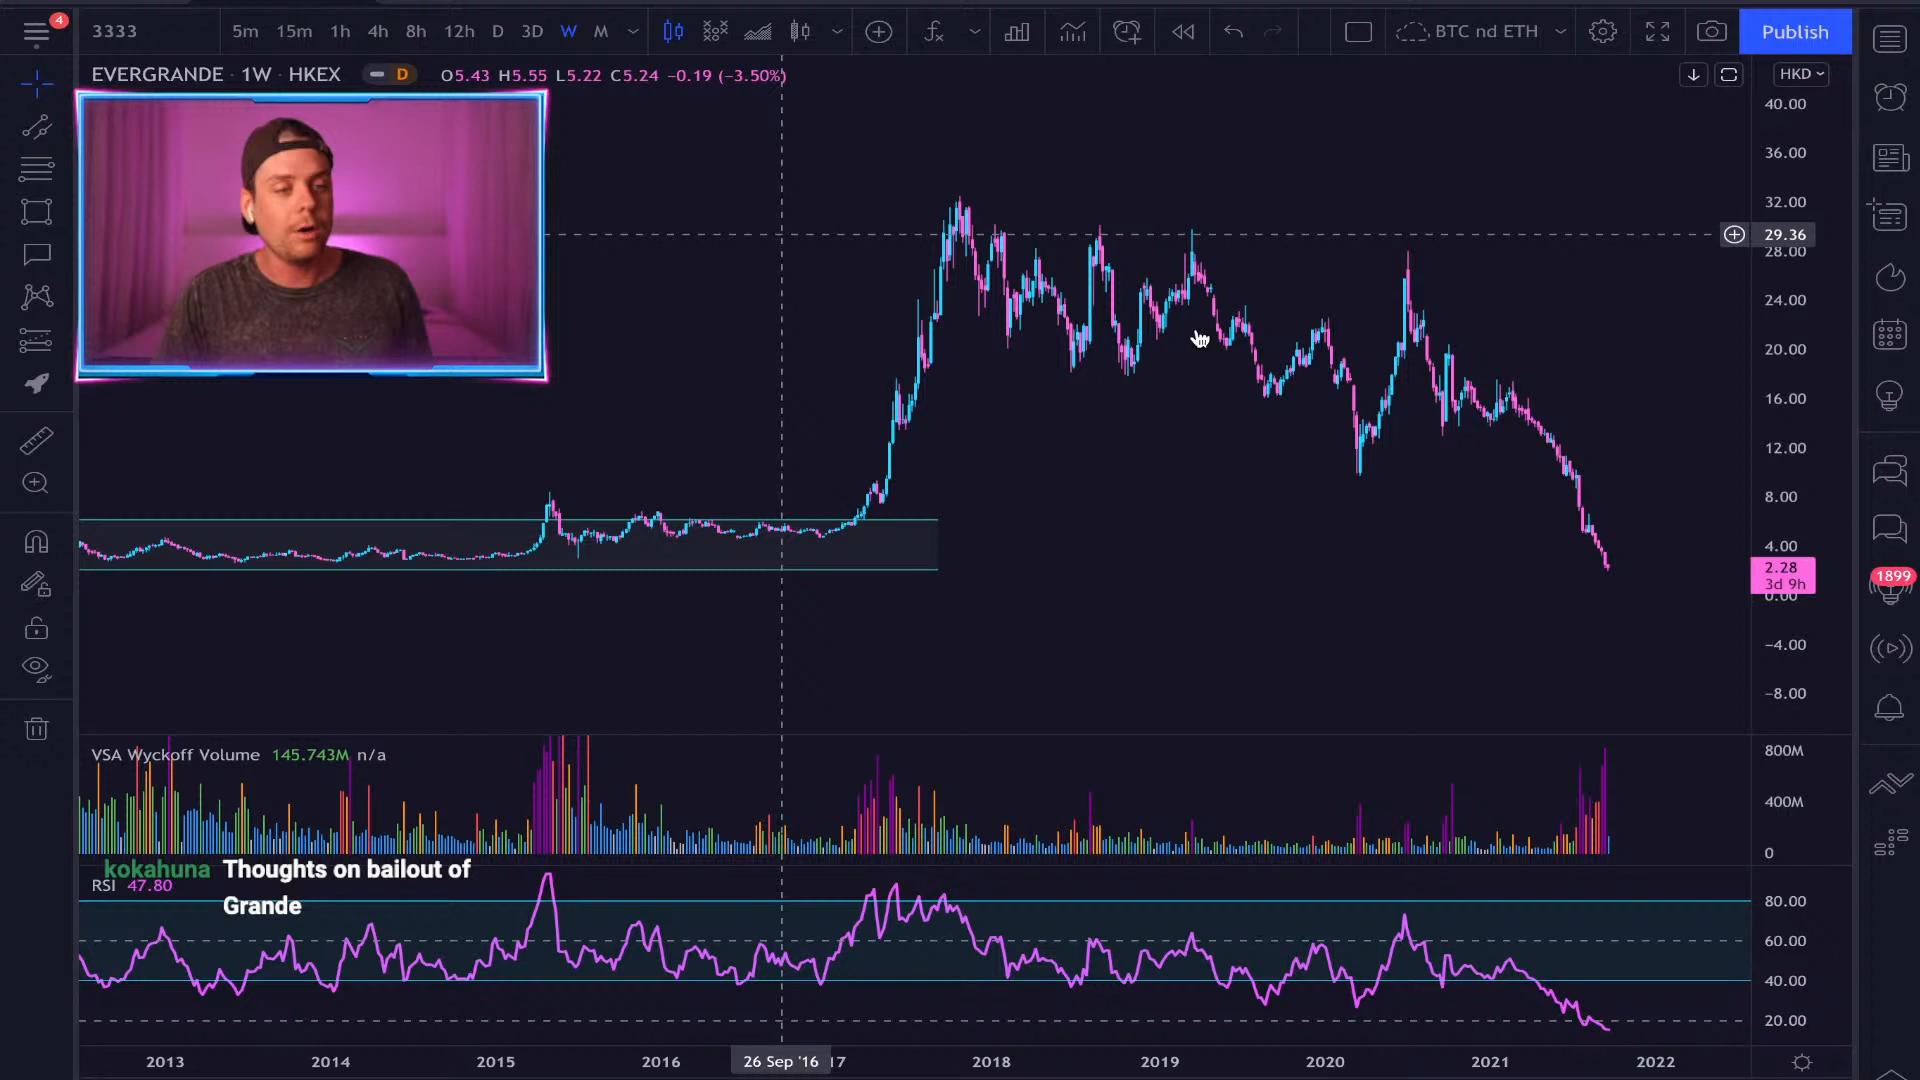 4
3333
5m 15m 1h 4h 8h 12h D 3D W M
BTC nd ETH
Publish
EVERGRANDE · 1W · HKEX
D
O5.43 H5.55 L5.22 C5.24 −0.19 (−3.50%)
HKD
40.00
36.00
32.00
29.36
28.00
24.00
20.00
16.00
12.00
8.00
4.00
2.28
3d 9h
0.00
−4.00
−8.00
1899
VSA Wyckoff Volume 145.743M n/a
800M
400M
0
kokahuna Thoughts on bailout of
Grande
RSI 47.80
80.00
60.00
40.00
20.00
2013 2014 2015 2016 26 Sep '16 17 2018 2019 2020 2021 2022